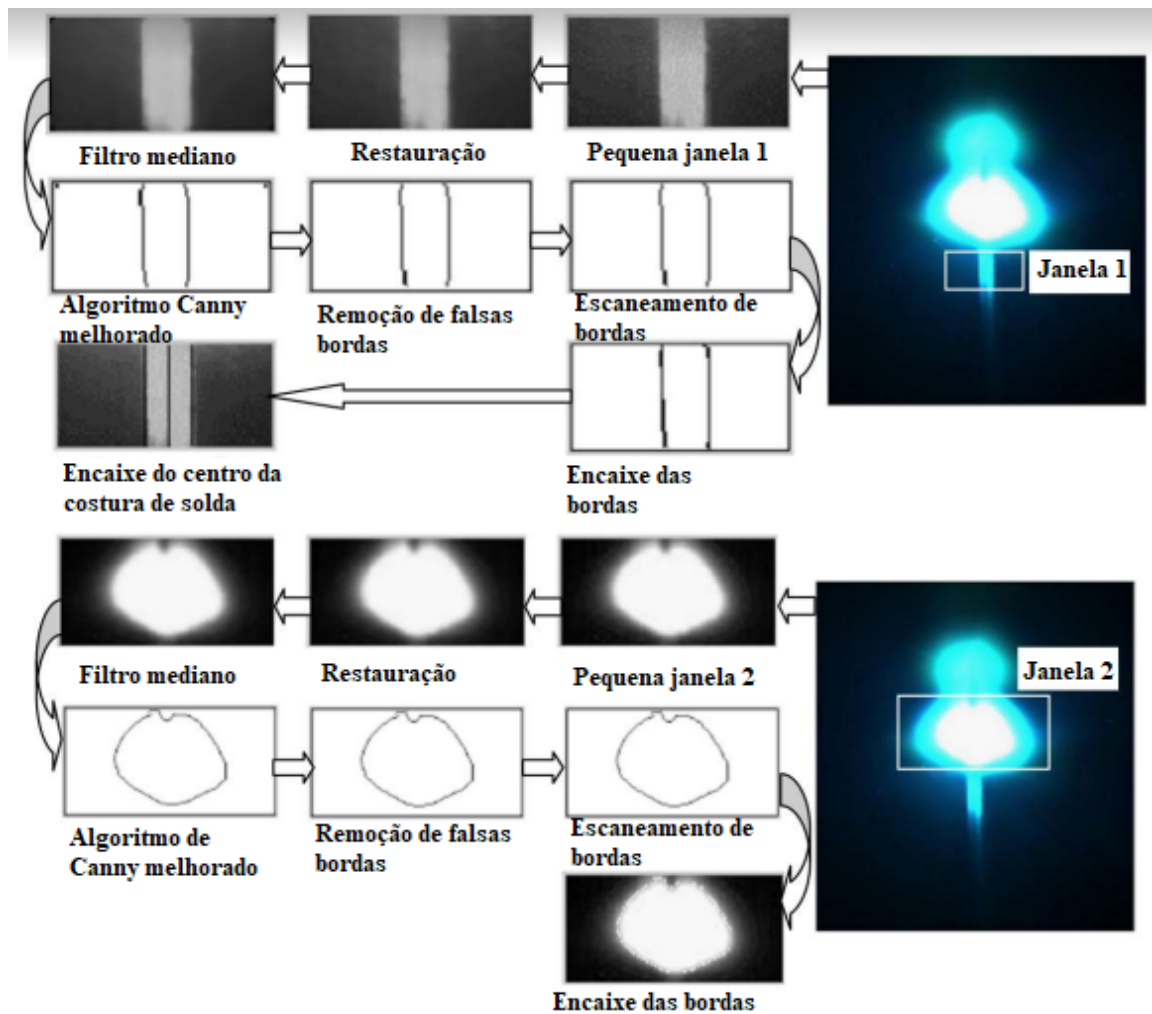 Filtro mediano
Restauração
Pequena janela 1
Janela 1
Algoritmo Canny
melhorado
Remoção de falsas
bordas
Escaneamento de
bordas
Encaixe do centro da
costura de solda
Encaixe das
bordas
Filtro mediano
Restauração
Pequena janela 2
Janela 2
Algoritmo de
Canny melhorado
Remoção de falsas
bordas
Escaneamento de
bordas
Encaixe das bordas